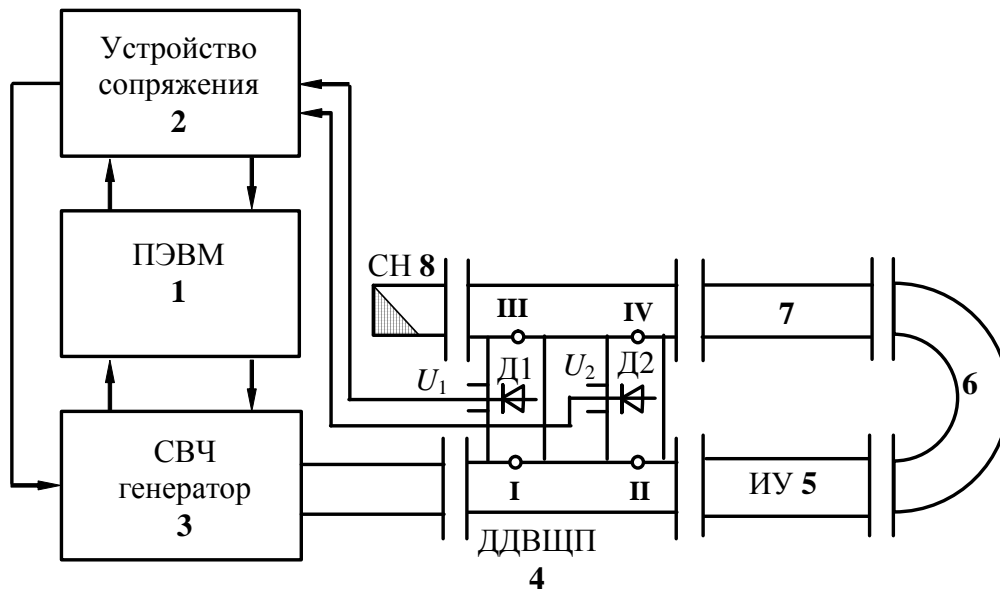 Устройство
сопряжения
2
ПЭВМ
1
СВЧ
генератор
3
СН 8
III
IV
7
U1
Д1
U2
Д2
6
I
II
ИУ 5
ДДВЩП
4